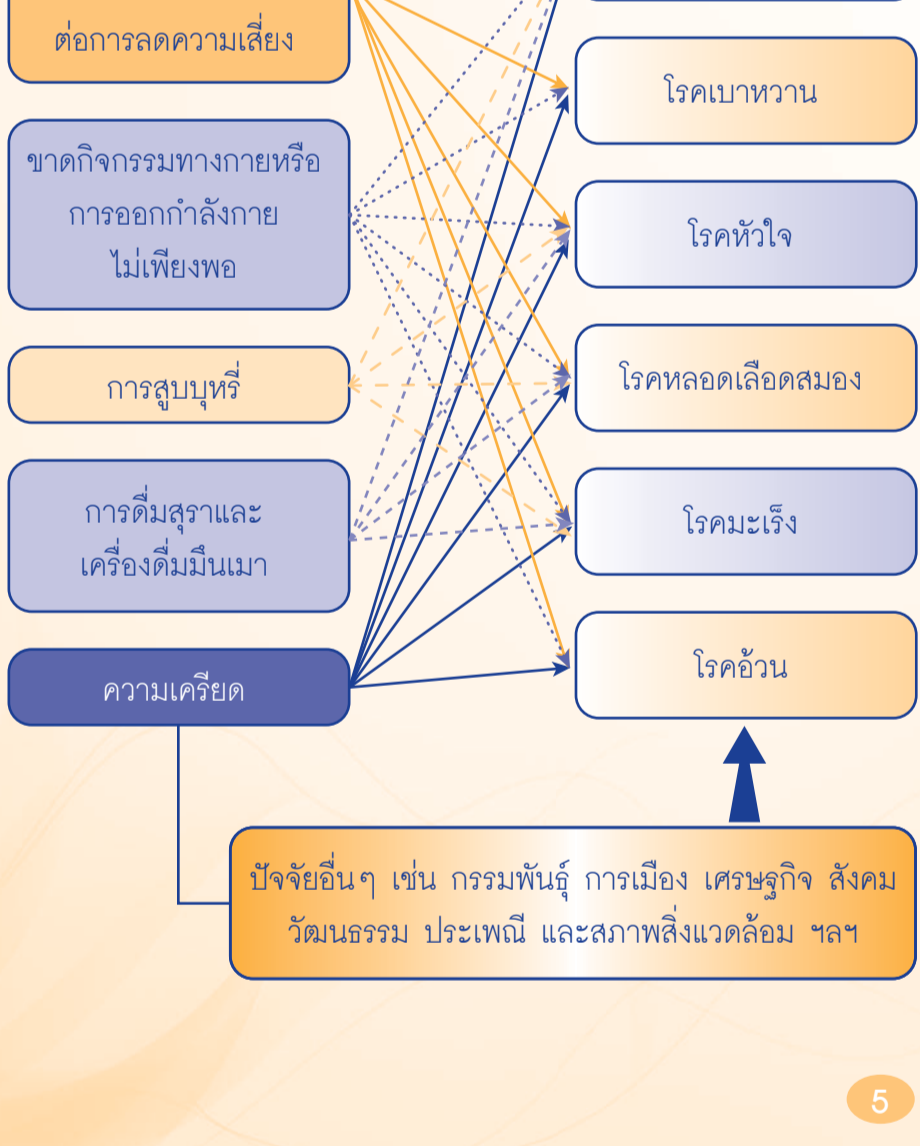 ต่อการลดความเสี่ยง
ขาดกิจกรรมทางกายหรือ
การออกกำลังกาย
ไม่เพียงพอ
การสูบบุหรี่
การดื่มสุราและ
เครื่องดื่มมึนเมา
ความเครียด
โรคเบาหวาน
โรคหัวใจ
โรคหลอดเลือดสมอง
โรคมะเร็ง
โรคอ้วน
ปัจจัยอื่นๆ เช่น กรรมพันธุ์ การเมือง เศรษฐกิจ สังคม
วัฒนธรรม ประเพณี และสภาพสิ่งแวดล้อม ฯลฯ
5